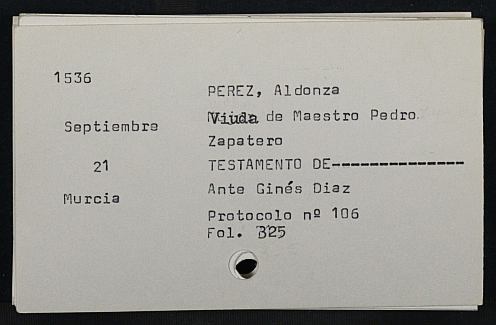 1536
PEREZ, Aldonza
Septiembre
Viuda de Maestro Pedro.
Zapatero
21
TESTAMENTO DE---------------
Murcia
Ante Ginés Diaz
Protocolo nº 106
Fol. 325